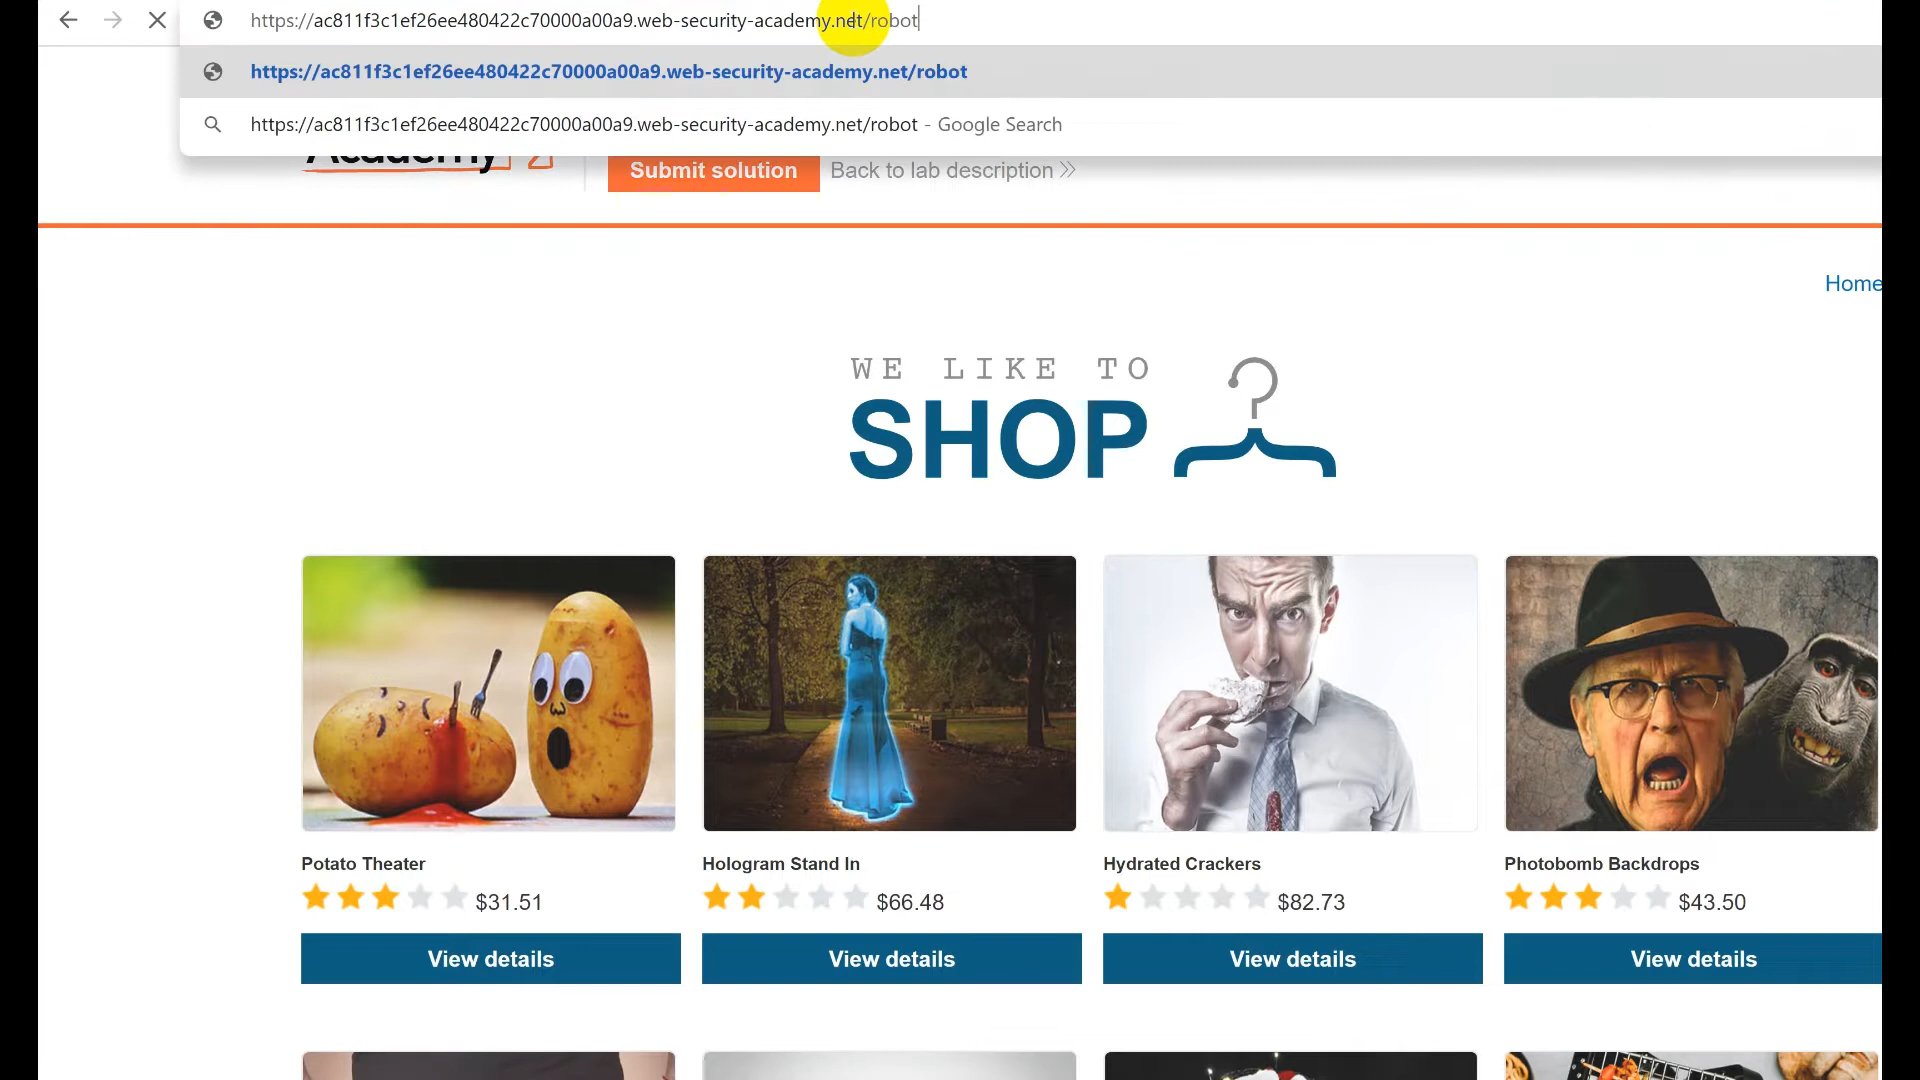 https://ac811f3c1ef26ee480422c70000a00a9.web-security-academy.net/robot
https://ac811f3c1ef26ee480422c70000a00a9.web-security-academy.net/robot
https://ac811f3c1ef26ee480422c70000a00a9.web-security-academy.net/robot - Google Search
Academy
Submit solution
Back to lab description
Home
WE LIKE TO
SHOP
Potato Theater
Hologram Stand In
Hydrated Crackers
Photobomb Backdrops
$31.51
$66.48
$82.73
$43.50
View details
View details
View details
View details